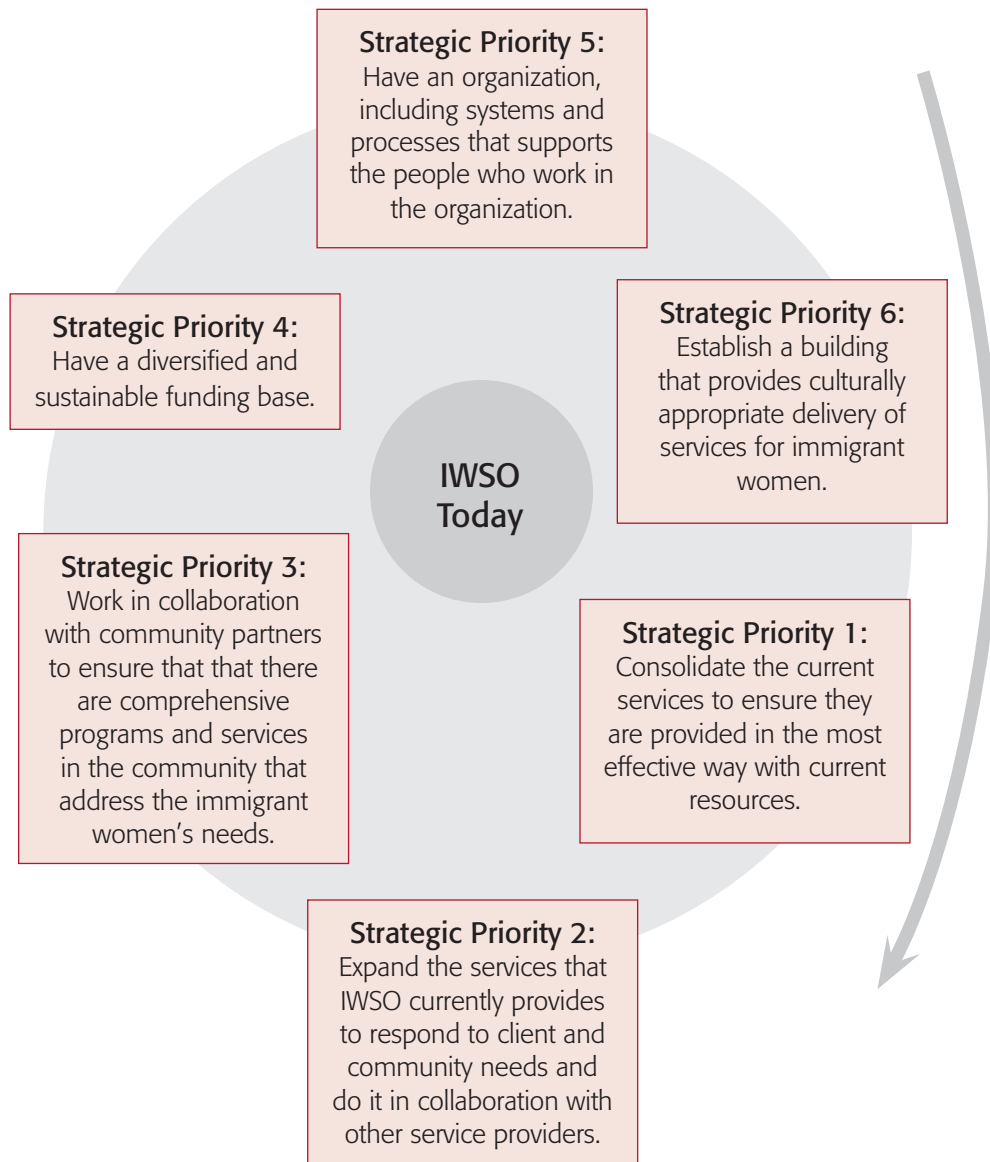 Strategic Priority 5:
Have an organization,
including systems and
processes that supports
the people who work in
the organization.
Strategic Priority 4:
Have a diversified and
sustainable funding base.
Strategic Priority 6:
Establish a building
that provides culturally
appropriate delivery of
services for immigrant
women.
IWSO
Today
Strategic Priority 3:
Work in collaboration
with community partners
to ensure that that there
are comprehensive
programs and services
in the community that
address the immigrant
women’s needs.
Strategic Priority 1:
Consolidate the current
services to ensure they
are provided in the most
effective way with current
resources.
Strategic Priority 2:
Expand the services that
IWSO currently provides
to respond to client and
community needs and
do it in collaboration with
other service providers.